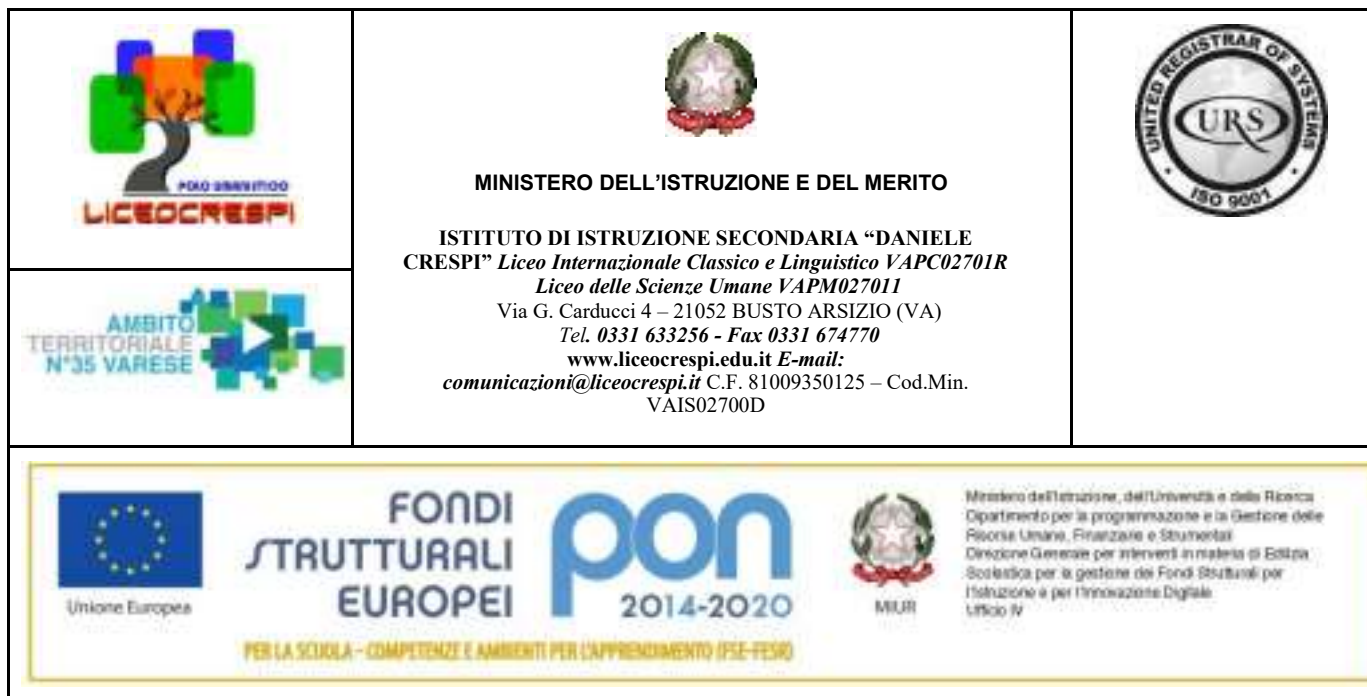 POLO UMANISTICO
LICEOCRESPI
AMBITO
TERRITORIALE
N°35 VARESE
MINISTERO DELL’ISTRUZIONE E DEL MERITO
ISTITUTO DI ISTRUZIONE SECONDARIA “DANIELE
CRESPI” Liceo Internazionale Classico e Linguistico VAPC02701R
Liceo delle Scienze Umane VAPM027011
Via G. Carducci 4 – 21052 BUSTO ARSIZIO (VA)
Tel. 0331 633256 - Fax 0331 674770
www.liceocrespi.edu.it E-mail:
comunicazioni@liceocrespi.it C.F. 81009350125 – Cod.Min.
VAIS02700D
UNITED REGISTRAR OF SYSTEMS
URS
ISO 9001
Unione Europea
FONDI
STRUTTURALI
EUROPEI
pon
2014-2020
PER LA SCUOLA - COMPETENZE E AMBIENTI PER L'APPRENDIMENTO (FSE-FESR)
MIUR
Ministero dell'Istruzione, dell'Università e della Ricerca
Dipartimento per la programmazione e la Gestione delle
Risorse Umane, Finanziarie e Strumentali
Direzione Generale per interventi in materia di Edilizia
Scolastica per la gestione dei Fondi Strutturali per
l'Istruzione e per l'Innovazione Digitale
Ufficio IV